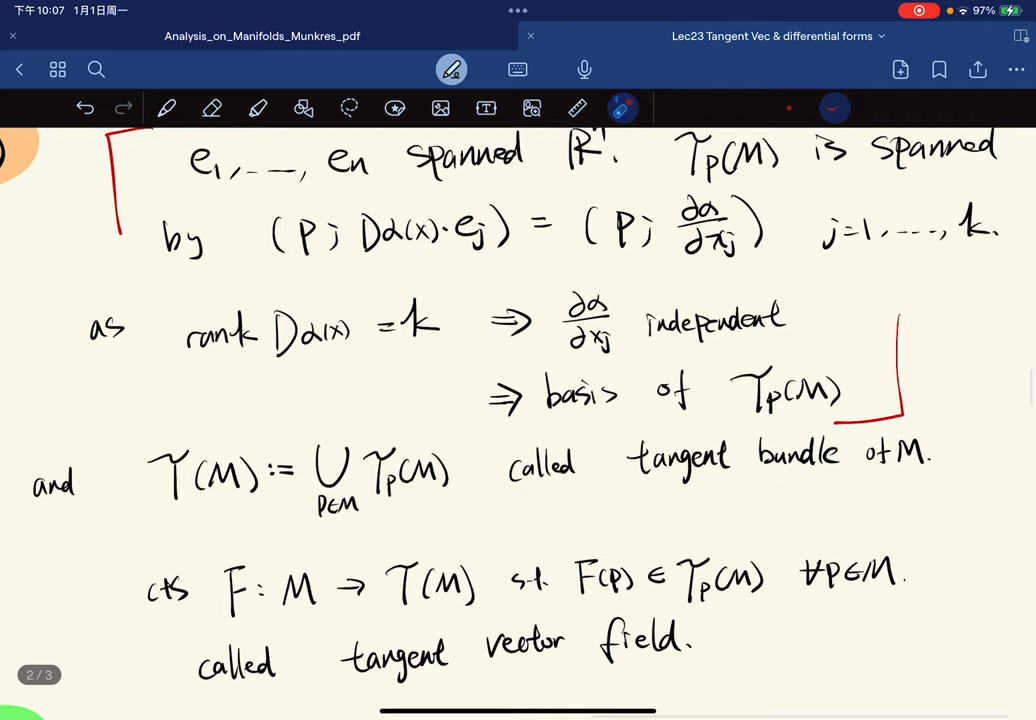 下午10:07 1月1日周一
97%
Analysis_on_Manifolds_Munkres_pdf
Lec23 Tangent Vec & differential forms
e₁, ..., en spanned ℝⁿ. 𝒯p(M) is spanned
by (p; Dα(x)·ej) = (p; ∂α/∂xj) j=1, ..., k.
as rank Dα(x) = k ⇒ ∂α/∂xj independent
⇒ basis of 𝒯p(M)
and 𝒯(M) := ⋃p∈M 𝒯p(M) called tangent bundle of M.
cts F: M → 𝒯(M) s.t. F(p) ∈ 𝒯p(M) ∀p∈M.
called tangent vector field.
2/3